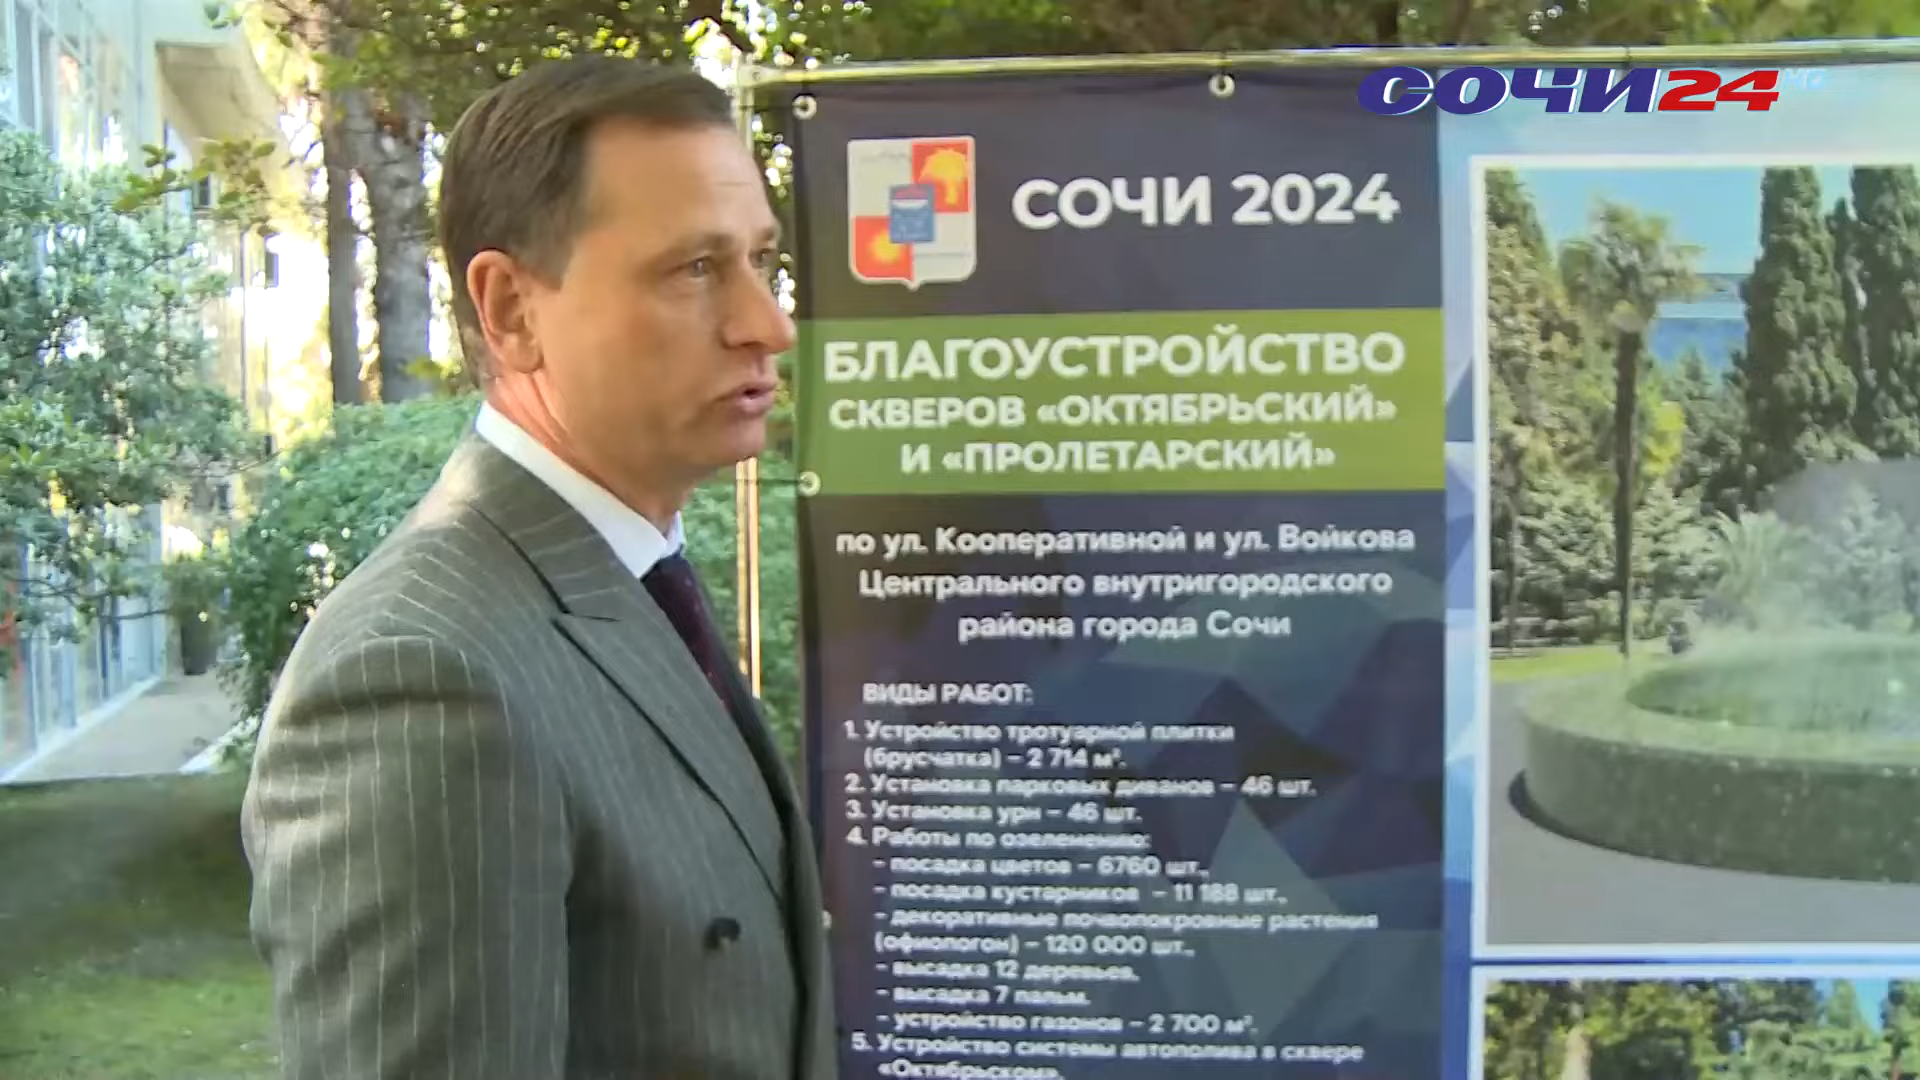 СОЧИ24
СОЧИ 2024
БЛАГОУСТРОЙСТВО
СКВЕРОВ «ОКТЯБРЬСКИЙ»
И «ПРОЛЕТАРСКИЙ»
по ул. Кооперативной и ул. Войкова
Центрального внутригородского
района города Сочи
ВИДЫ РАБОТ:
1. Устройство тротуарной плитки
(брусчатка) – 2 714 м².
2. Установка парковых диванов – 46 шт.
3. Установка урн – 46 шт.
4. Работы по озеленению:
- посадка цветов – 6760 шт.,
- посадка кустарников – 11 188 шт.,
- декоративные почвопокровные растения
(офиопогон) – 120 000 шт.,
- высадка 12 деревьев,
- высадка 7 пальм,
- устройство газонов – 2 700 м².
5. Устройство системы автополива в сквере
«Октябрьском».